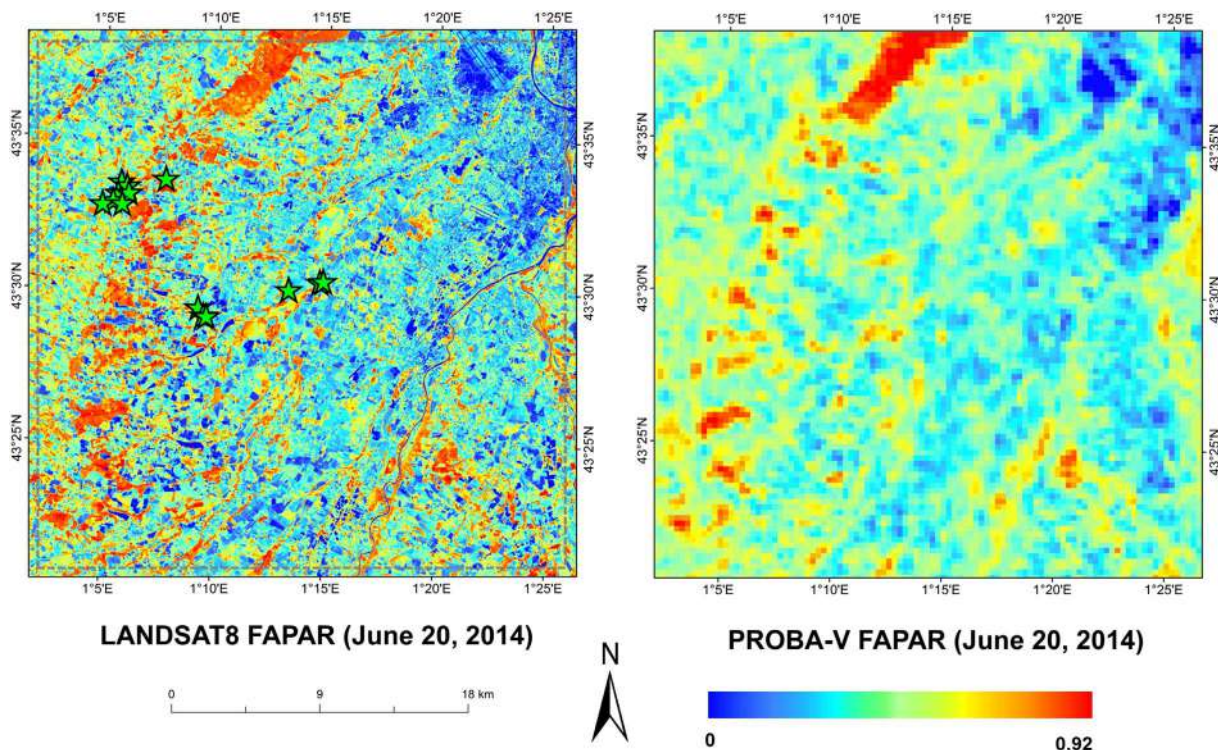 1°5'E 1°10'E 1°15'E 1°20'E 1°25'E
1°5'E 1°10'E 1°15'E 1°20'E 1°25'E
43°35'N 43°35'N 43°35'N 43°35'N
43°30'N 43°30'N 43°30'N 43°30'N
43°25'N 43°25'N 43°25'N 43°25'N
1°5'E 1°10'E 1°15'E 1°20'E 1°25'E
1°5'E 1°10'E 1°15'E 1°20'E 1°25'E
LANDSAT8 FAPAR (June 20, 2014)
PROBA-V FAPAR (June 20, 2014)
N
0 9 18 km
0 0.92